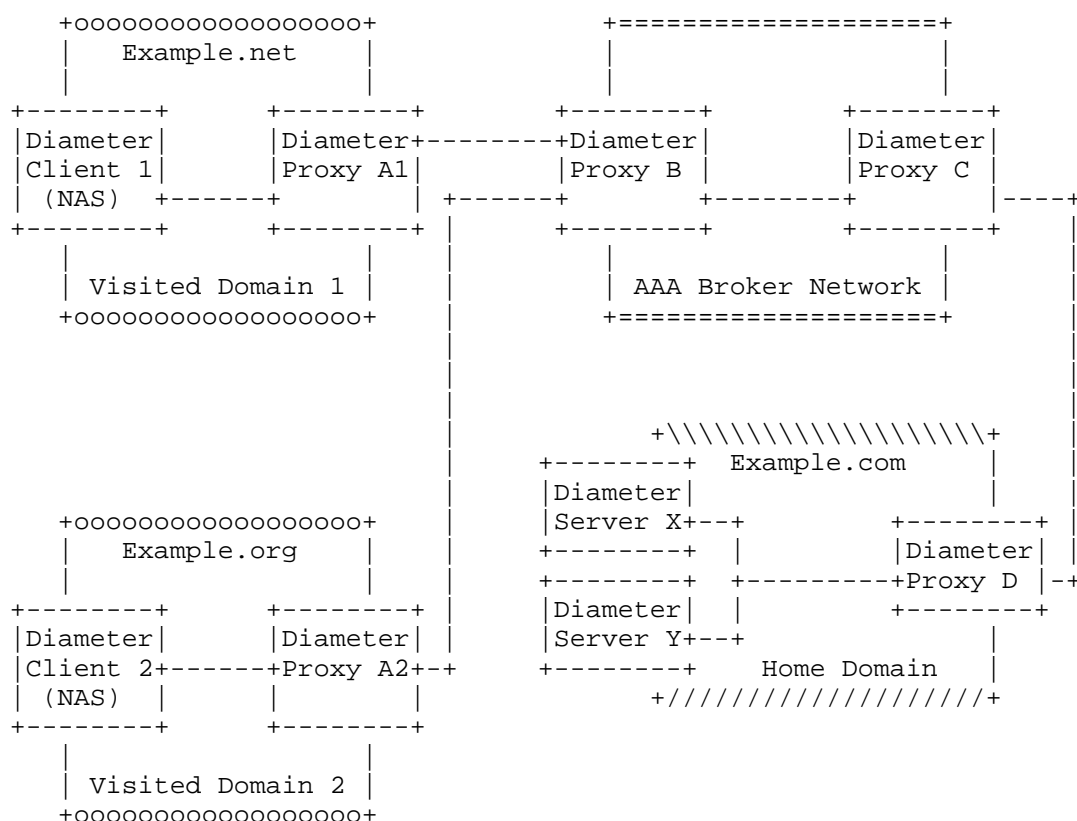 Example.net
Diameter Client 1 (NAS)
Diameter Proxy A1
Diameter Proxy B
Diameter Proxy C
Visited Domain 1
AAA Broker Network
Example.com
Diameter Server X
Example.org
Diameter Proxy D
Diameter Server Y
Diameter Client 2 (NAS)
Diameter Proxy A2
Home Domain
Visited Domain 2